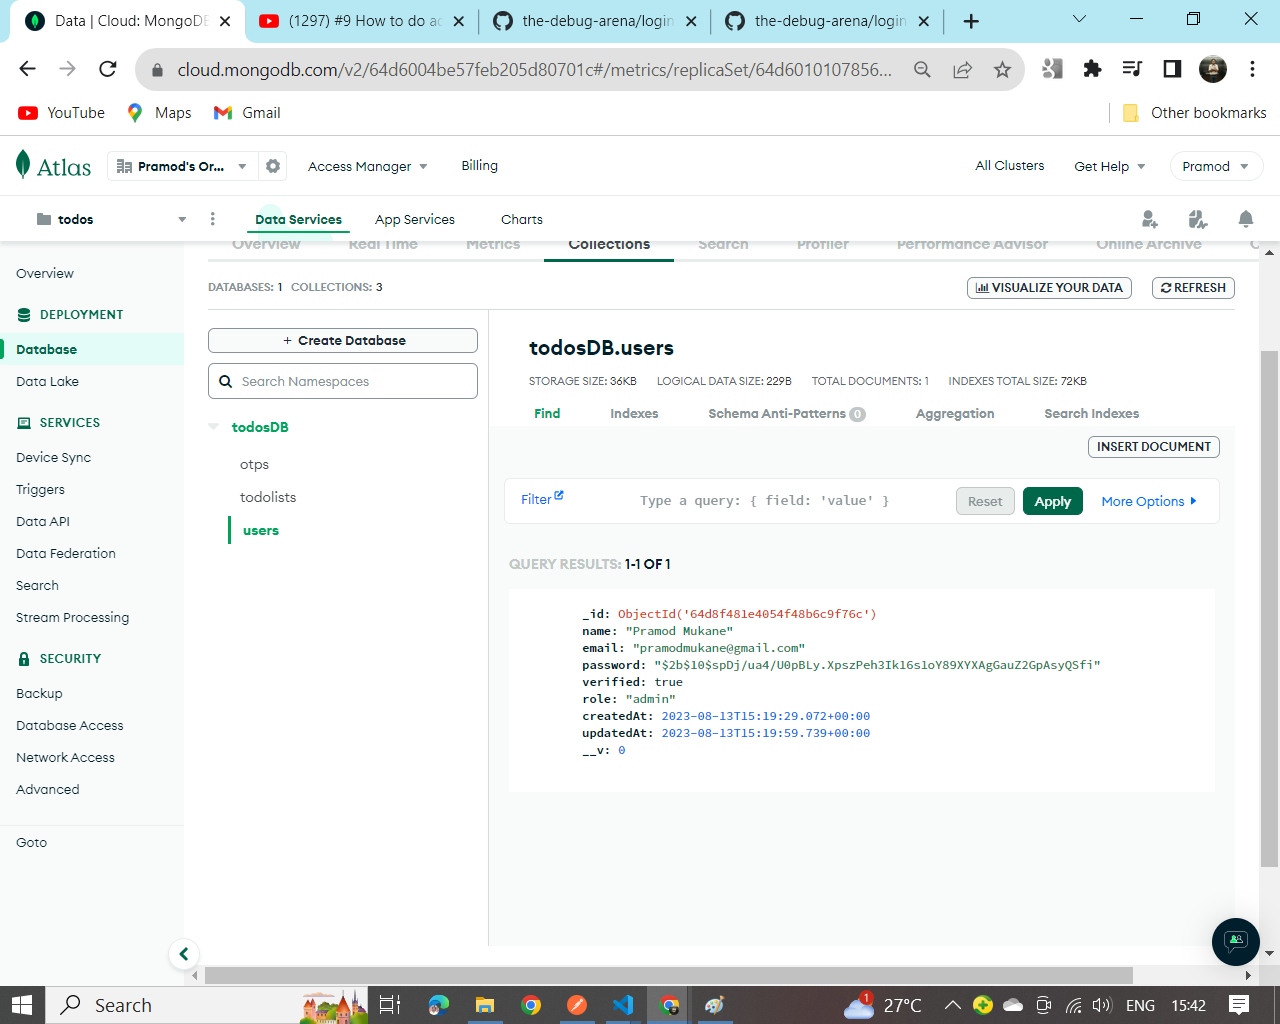 Data | Cloud: MongoDB
(1297) #9 How to do ac
the-debug-arena/login
the-debug-arena/login
cloud.mongodb.com/v2/64d6004be57feb205d80701c#/metrics/replicaSet/64d6010107856...
YouTube
Maps
Gmail
Other bookmarks
Atlas
Pramod's Or...
Access Manager
Billing
All Clusters
Get Help
Pramod
todos
Data Services
App Services
Charts
Overview
Real Time
Metrics
Collections
Search
Profiler
Performance Advisor
Online Archive
Overview
DEPLOYMENT
Database
Data Lake
SERVICES
Device Sync
Triggers
Data API
Data Federation
Search
Stream Processing
SECURITY
Backup
Database Access
Network Access
Advanced
Goto
DATABASES: 1 COLLECTIONS: 3
VISUALIZE YOUR DATA
REFRESH
+ Create Database
Search Namespaces
todosDB
otps
todolists
users
todosDB.users
STORAGE SIZE: 36KB LOGICAL DATA SIZE: 229B TOTAL DOCUMENTS: 1 INDEXES TOTAL SIZE: 72KB
Find
Indexes
Schema Anti-Patterns 0
Aggregation
Search Indexes
INSERT DOCUMENT
Filter
Type a query: { field: 'value' }
Reset
Apply
More Options
QUERY RESULTS: 1-1 OF 1
_id: ObjectId('64d8f481e4054f48b6c9f76c')
name: "Pramod Mukane"
email: "pramodmukane@gmail.com"
password: "$2b$10$spDj/ua4/U0pBLy.XpszPeh3Ikl6s1oY89XYXAgGauZ2GpAsyQSfi"
verified: true
role: "admin"
createdAt: 2023-08-13T15:19:29.072+00:00
updatedAt: 2023-08-13T15:19:59.739+00:00
__v: 0
Search
1
27°C
ENG
15:42